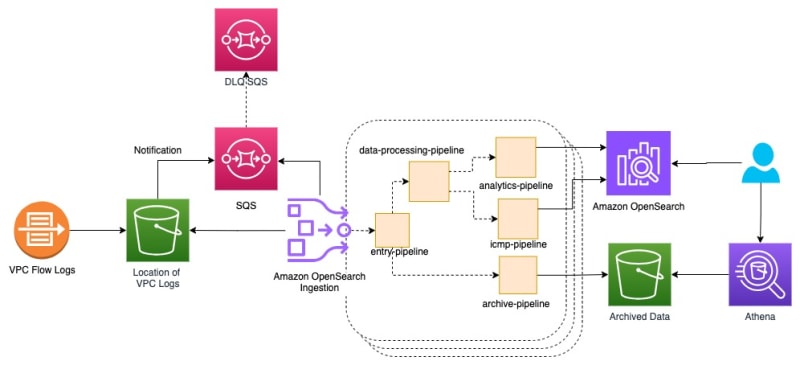 DLQ SQS
Notification
SQS
VPC Flow Logs
Location of
VPC Logs
Amazon OpenSearch
Ingestion
data-processing-pipeline
entry-pipeline
analytics-pipeline
icmp-pipeline
archive-pipeline
Amazon OpenSearch
Archived Data
Athena